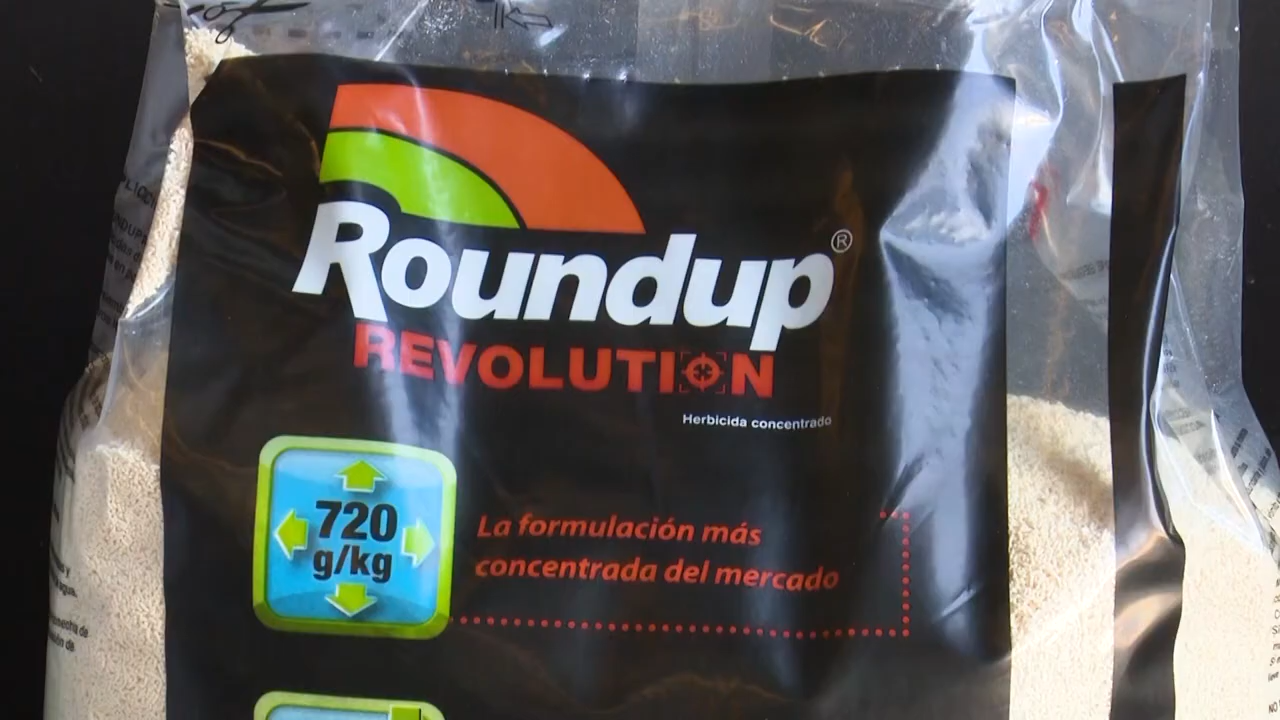 Roundup®
REVOLUTION
Herbicida concentrado
720
g/kg
La formulación más
concentrada del mercado